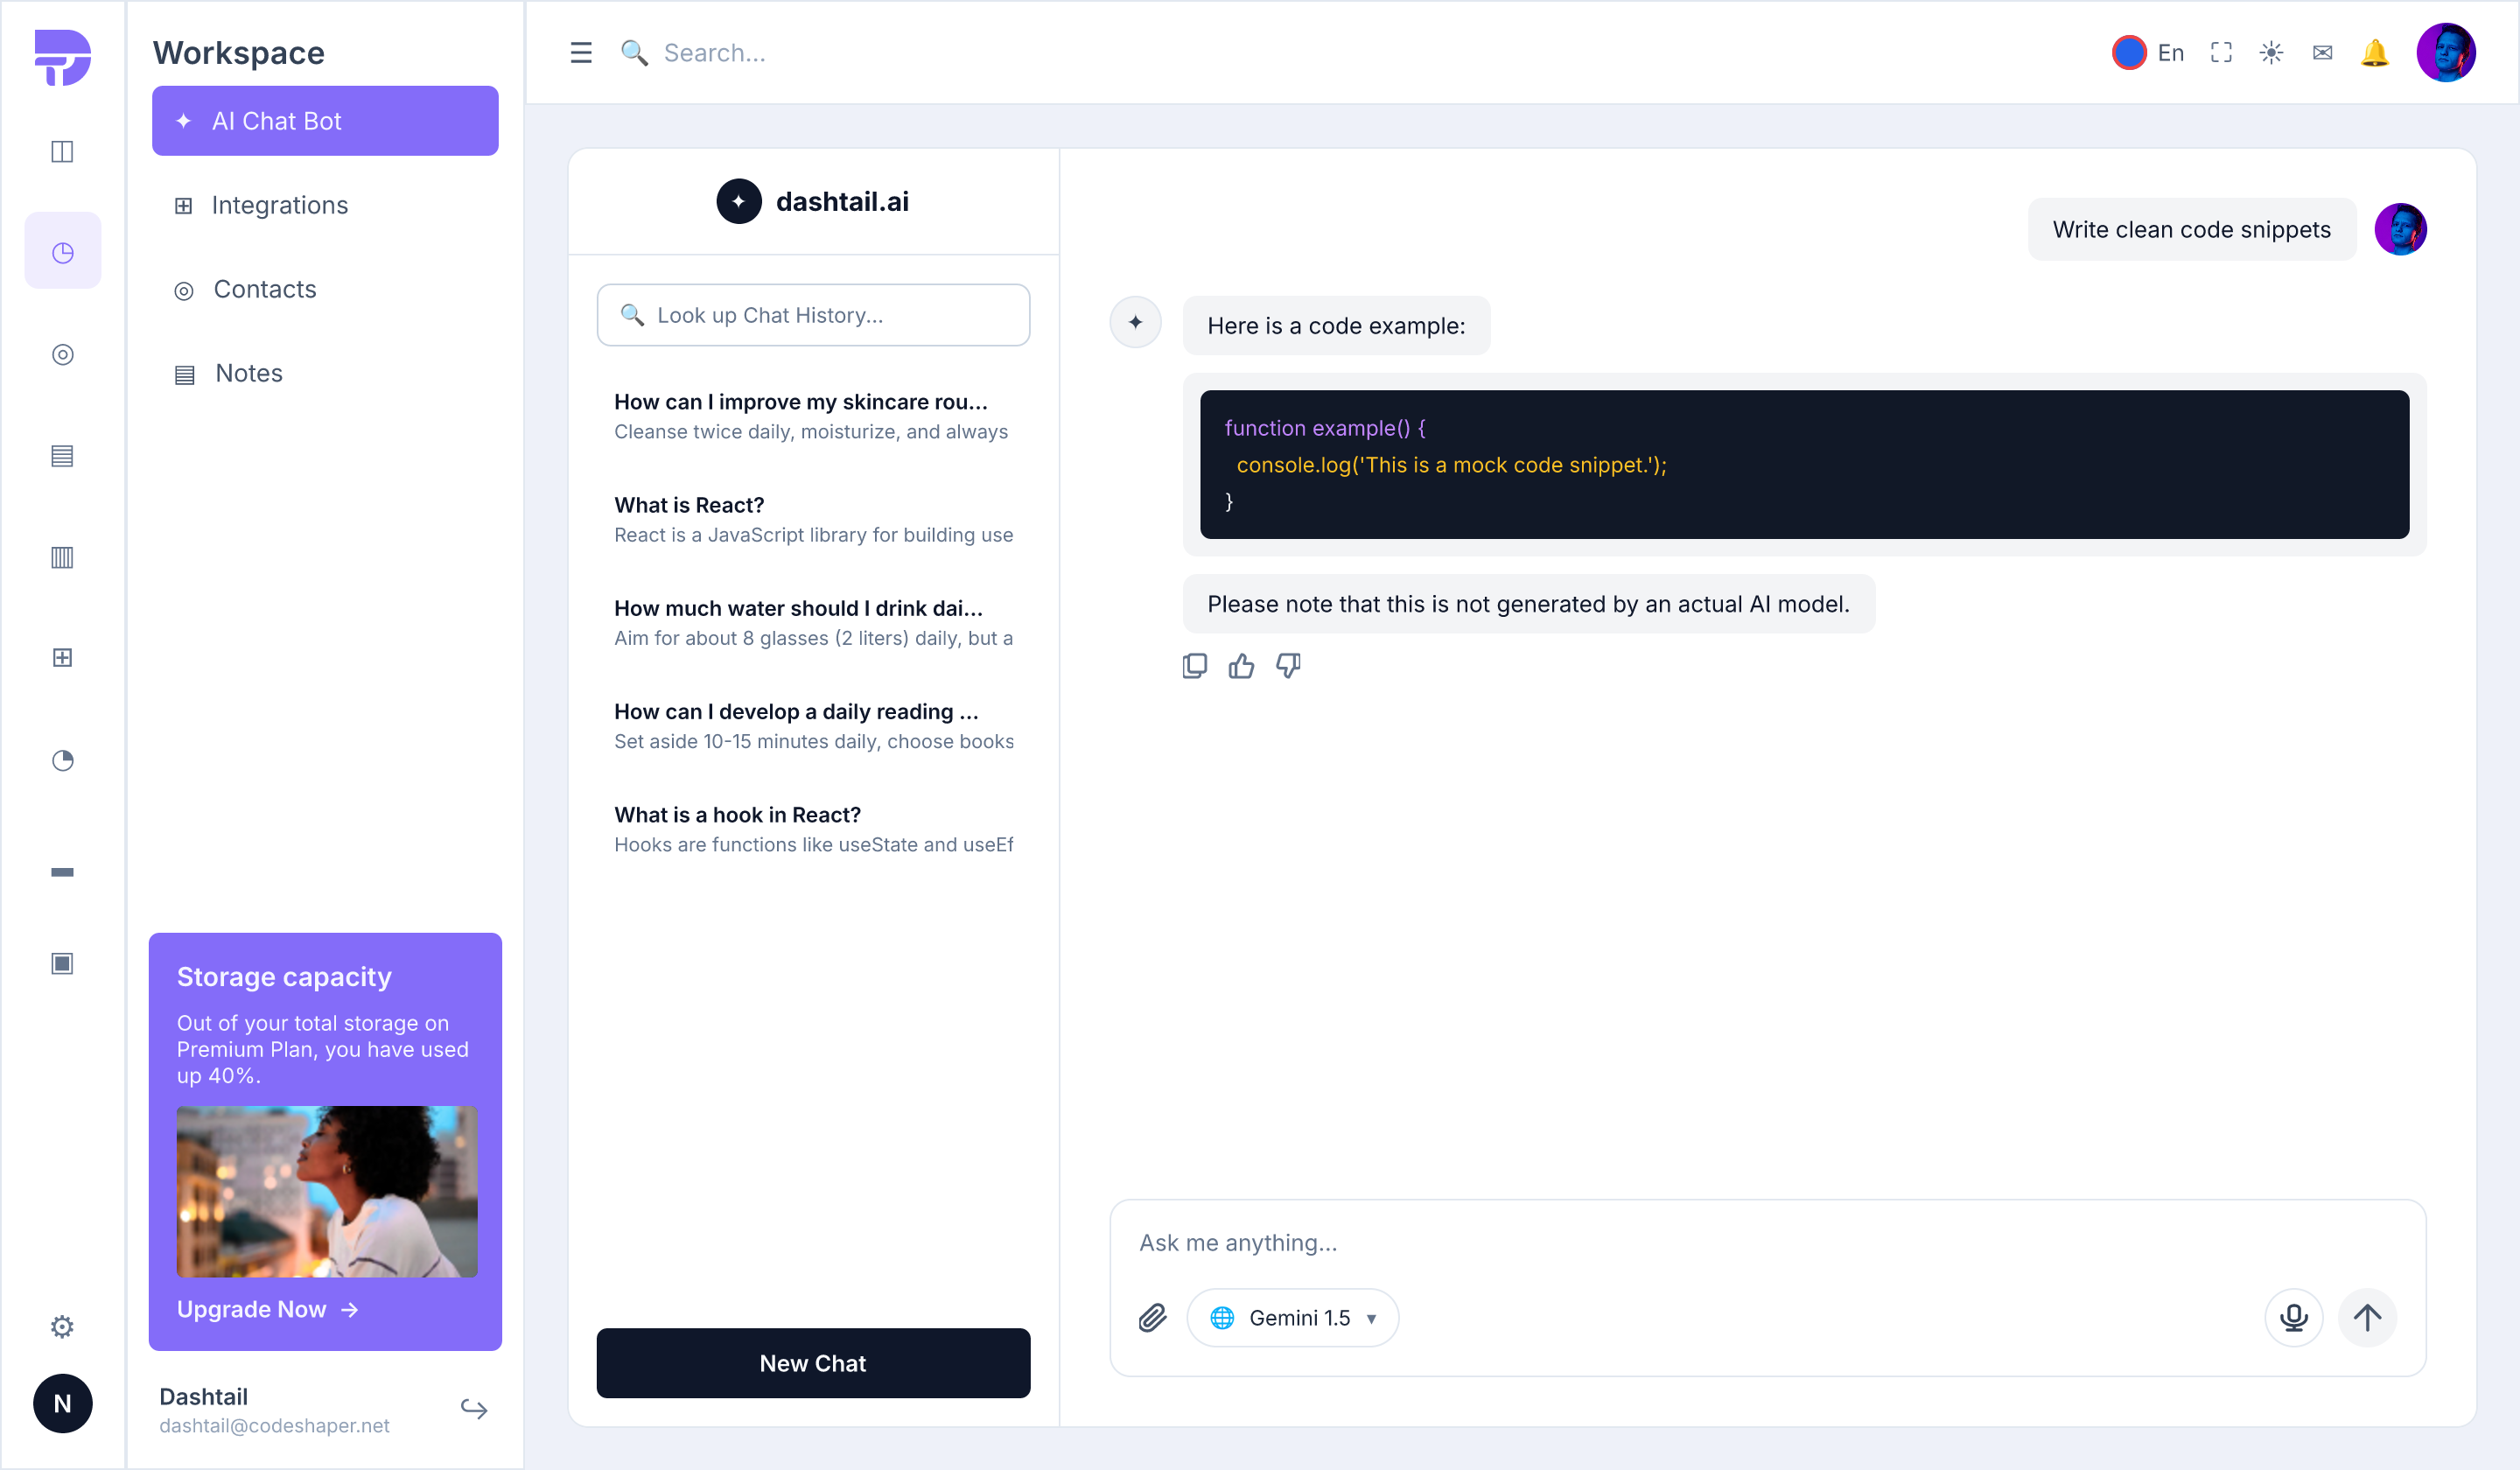 Workspace
AI Chat Bot
Integrations
Contacts
Notes
Storage capacity
Out of your total storage on
Premium Plan, you have used
up 40%.
Upgrade Now →
N
Dashtail
dashtail@codeshaper.net
Search...
En
dashtail.ai
Look up Chat History...
How can I improve my skincare rou...
Cleanse twice daily, moisturize, and always
What is React?
React is a JavaScript library for building use
How much water should I drink dai...
Aim for about 8 glasses (2 liters) daily, but a
How can I develop a daily reading ...
Set aside 10-15 minutes daily, choose books
What is a hook in React?
Hooks are functions like useState and useEf
New Chat
Write clean code snippets
Here is a code example:
function example() {
  console.log('This is a mock code snippet.');
}
Please note that this is not generated by an actual AI model.
Ask me anything...
Gemini 1.5